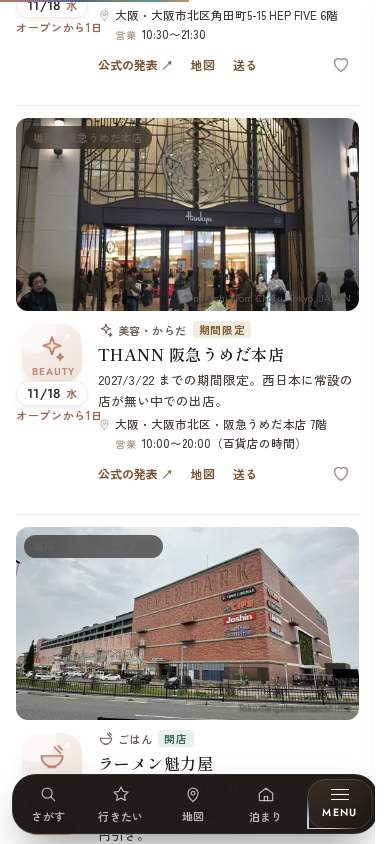 11/18 水
オープンから1日
大阪・大阪市北区角田町5-15 HEP FIVE 6階
営業 10:30〜21:30
公式の発表 ↗ 地図 送る
急うめだ本店
Hankyu
BEAUTY
11/18 水
オープンから1日
美容・からだ 期間限定
THANN 阪急うめだ本店
2027/3/22 までの期間限定。西日本に常設の
店が無い中での出店。
大阪・大阪市北区・阪急うめだ本店 7階
営業 10:00〜20:00（百貨店の時間）
公式の発表 ↗ 地図 送る
SEVEN PARK
Joshin
ごはん 開店
ラーメン魁力屋
さがす
行きたい
地図
泊まり
MENU
円引き。